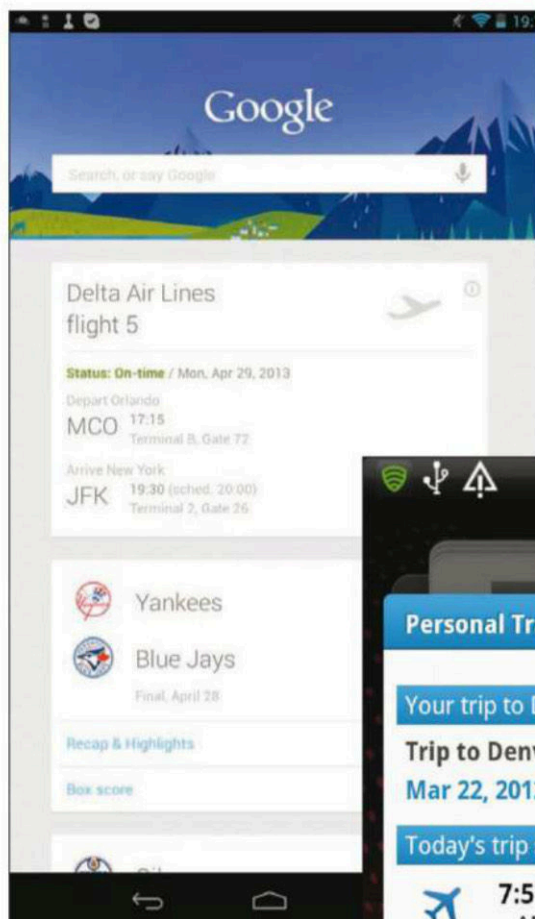 19:
Google
Search, or say Google
Delta Air Lines
flight 5
Status: On-time / Mon, Apr 29, 2013
Depart Orlando
MCO 17:15
Terminal B, Gate 72
Arrive New York
JFK 19:30 (sched. 20:00)
Terminal 2, Gate 26
Yankees
Blue Jays
Final, April 28
Recap & Highlights
Box score
Personal Tr
Your trip to
Trip to Denv
Mar 22, 201
Today's trip
7:5